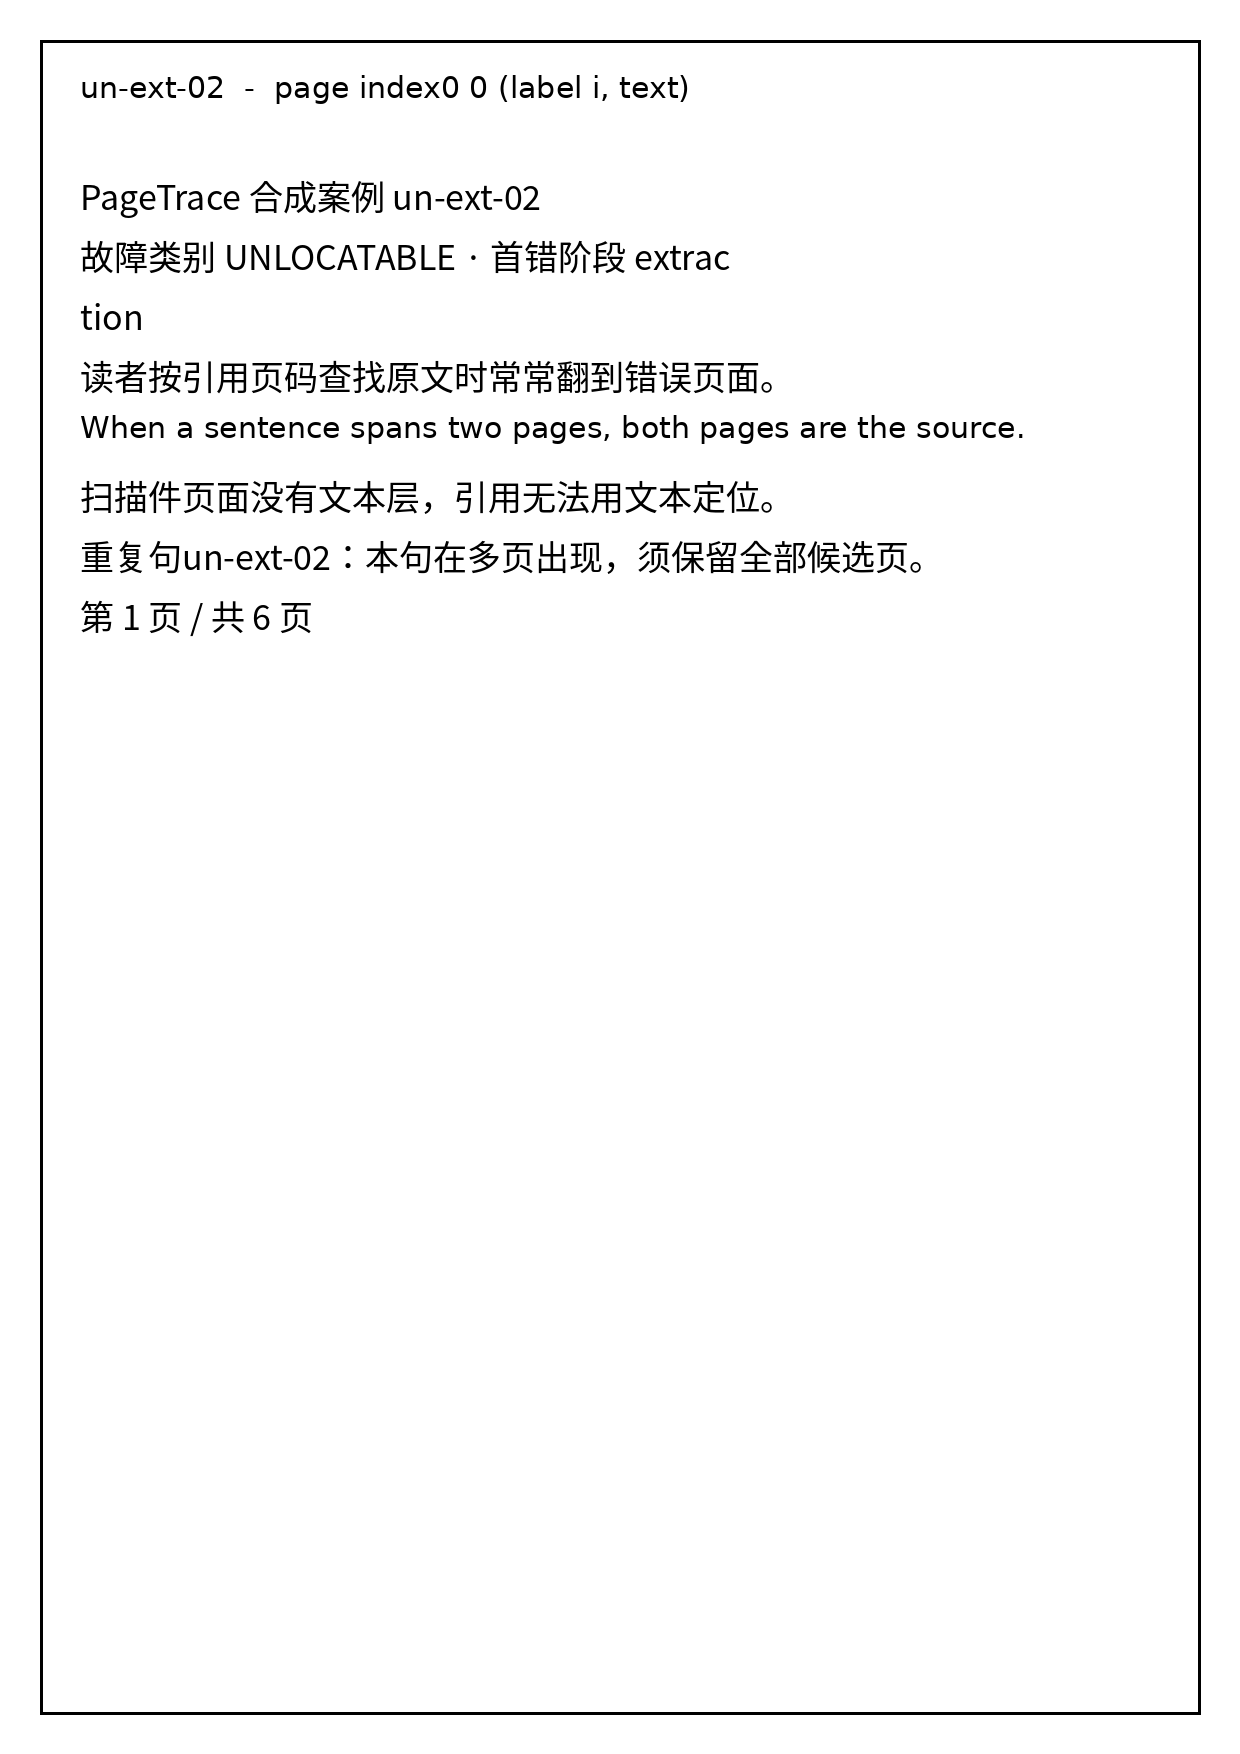 un-ext-02  -  page index0 0 (label i, text)
PageTrace 合成案例 un-ext-02
故障类别 UNLOCATABLE · 首错阶段 extrac
tion
读者按引用页码查找原文时常常翻到错误页面。
When a sentence spans two pages, both pages are the source.
扫描件页面没有文本层，引用无法用文本定位。
重复句un-ext-02：本句在多页出现，须保留全部候选页。
第 1 页 / 共 6 页